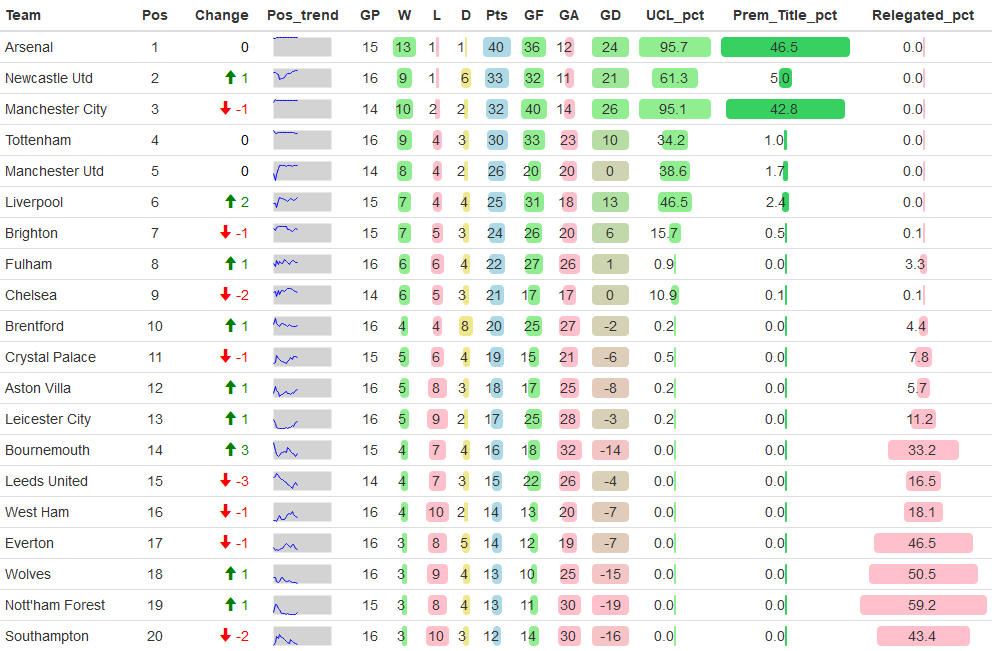 Team Pos Change Pos_trend GP W L D Pts GF GA GD UCL_pct Prem_Title_pct Relegated_pct
Arsenal 1 0 15 13 1 1 40 36 12 24 95.7 46.5 0.0
Newcastle Utd 2 1 16 9 1 6 33 32 11 21 61.3 5.0 0.0
Manchester City 3 -1 14 10 2 2 32 40 14 26 95.1 42.8 0.0
Tottenham 4 0 16 9 4 3 30 33 23 10 34.2 1.0 0.0
Manchester Utd 5 0 14 8 4 2 26 20 20 0 38.6 1.7 0.0
Liverpool 6 2 16 7 4 4 25 31 18 13 46.5 2.4 0.0
Brighton 7 -1 15 7 5 3 24 26 20 6 15.7 0.5 0.1
Fulham 8 1 16 6 6 4 22 27 26 1 0.9 0.0 3.3
Chelsea 9 -2 14 6 5 3 21 17 17 0 10.9 0.1 0.1
Brentford 10 1 16 4 4 8 20 25 27 -2 0.2 0.0 4.4
Crystal Palace 11 -1 15 5 6 4 19 15 21 -6 0.5 0.0 7.8
Aston Villa 12 1 16 5 8 3 18 17 25 -8 0.2 0.0 5.7
Leicester City 13 1 16 5 9 2 17 25 28 -3 0.2 0.0 11.2
Bournemouth 14 3 15 4 7 4 16 18 32 -14 0.0 0.0 33.2
Leeds United 15 -3 14 4 7 3 15 22 26 -4 0.0 0.0 16.5
West Ham 16 -1 16 4 10 2 14 13 20 -7 0.0 0.0 18.1
Everton 17 -1 16 3 8 5 14 12 19 -7 0.0 0.0 46.5
Wolves 18 1 16 3 9 4 13 10 25 -15 0.0 0.0 50.5
Nott'ham Forest 19 1 15 3 8 4 13 11 30 -19 0.0 0.0 59.2
Southampton 20 -2 16 3 10 3 12 14 30 -16 0.0 0.0 43.4